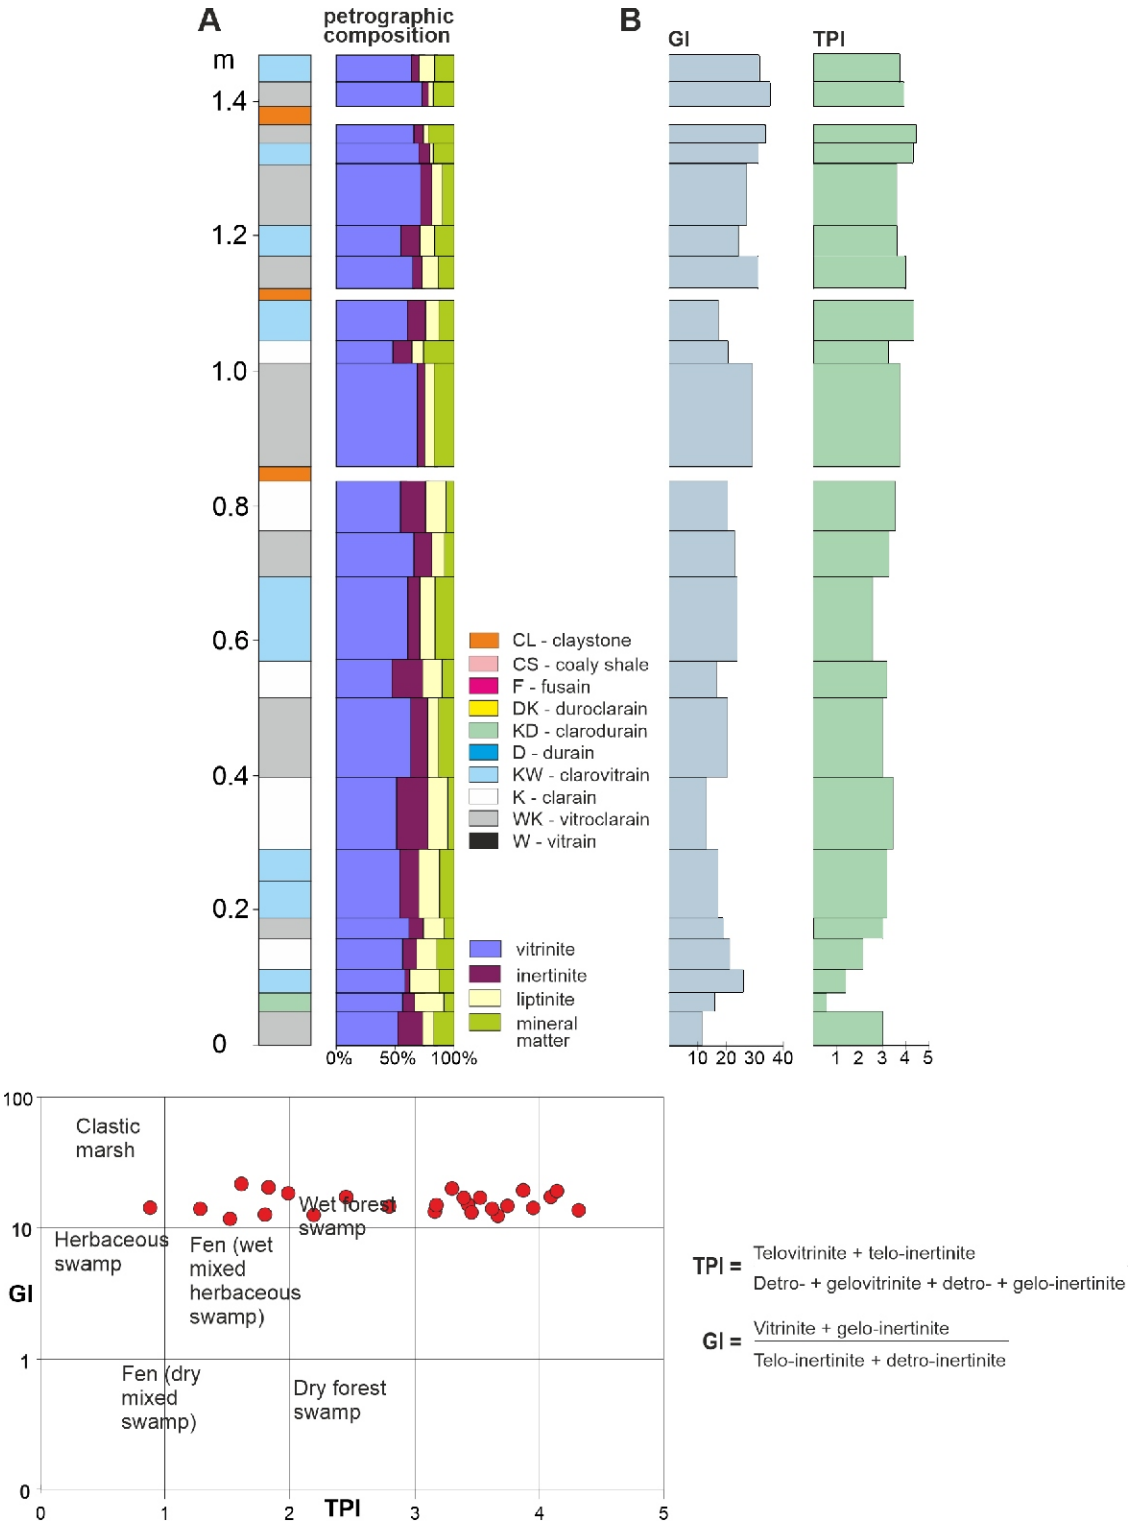 A
petrographic
composition
m
1.4
1.2
1.0
0.8
0.6
0.4
0.2
0
0% 50% 100%
CL - claystone
CS - coaly shale
F - fusain
DK - duroclarain
KD - clarodurain
D - durain
KW - clarovitrain
K - clarain
WK - vitroclarain
W - vitrain
vitrinite
inertinite
liptinite
mineral
matter
B
GI
TPI
10 20 30 40
1 2 3 4 5
100
10
1
0
GI
Clastic
marsh
Herbaceous
swamp
Fen (wet
mixed
herbaceous
swamp)
Wet forest
swamp
Fen (dry
mixed
swamp)
Dry forest
swamp
0 1 2 3 4 5
TPI
TPI =
Telovitrinite + telo-inertinite
Detro- + gelovitrinite + detro- + gelo-inertinite
GI =
Vitrinite + gelo-inertinite
Telo-inertinite + detro-inertinite